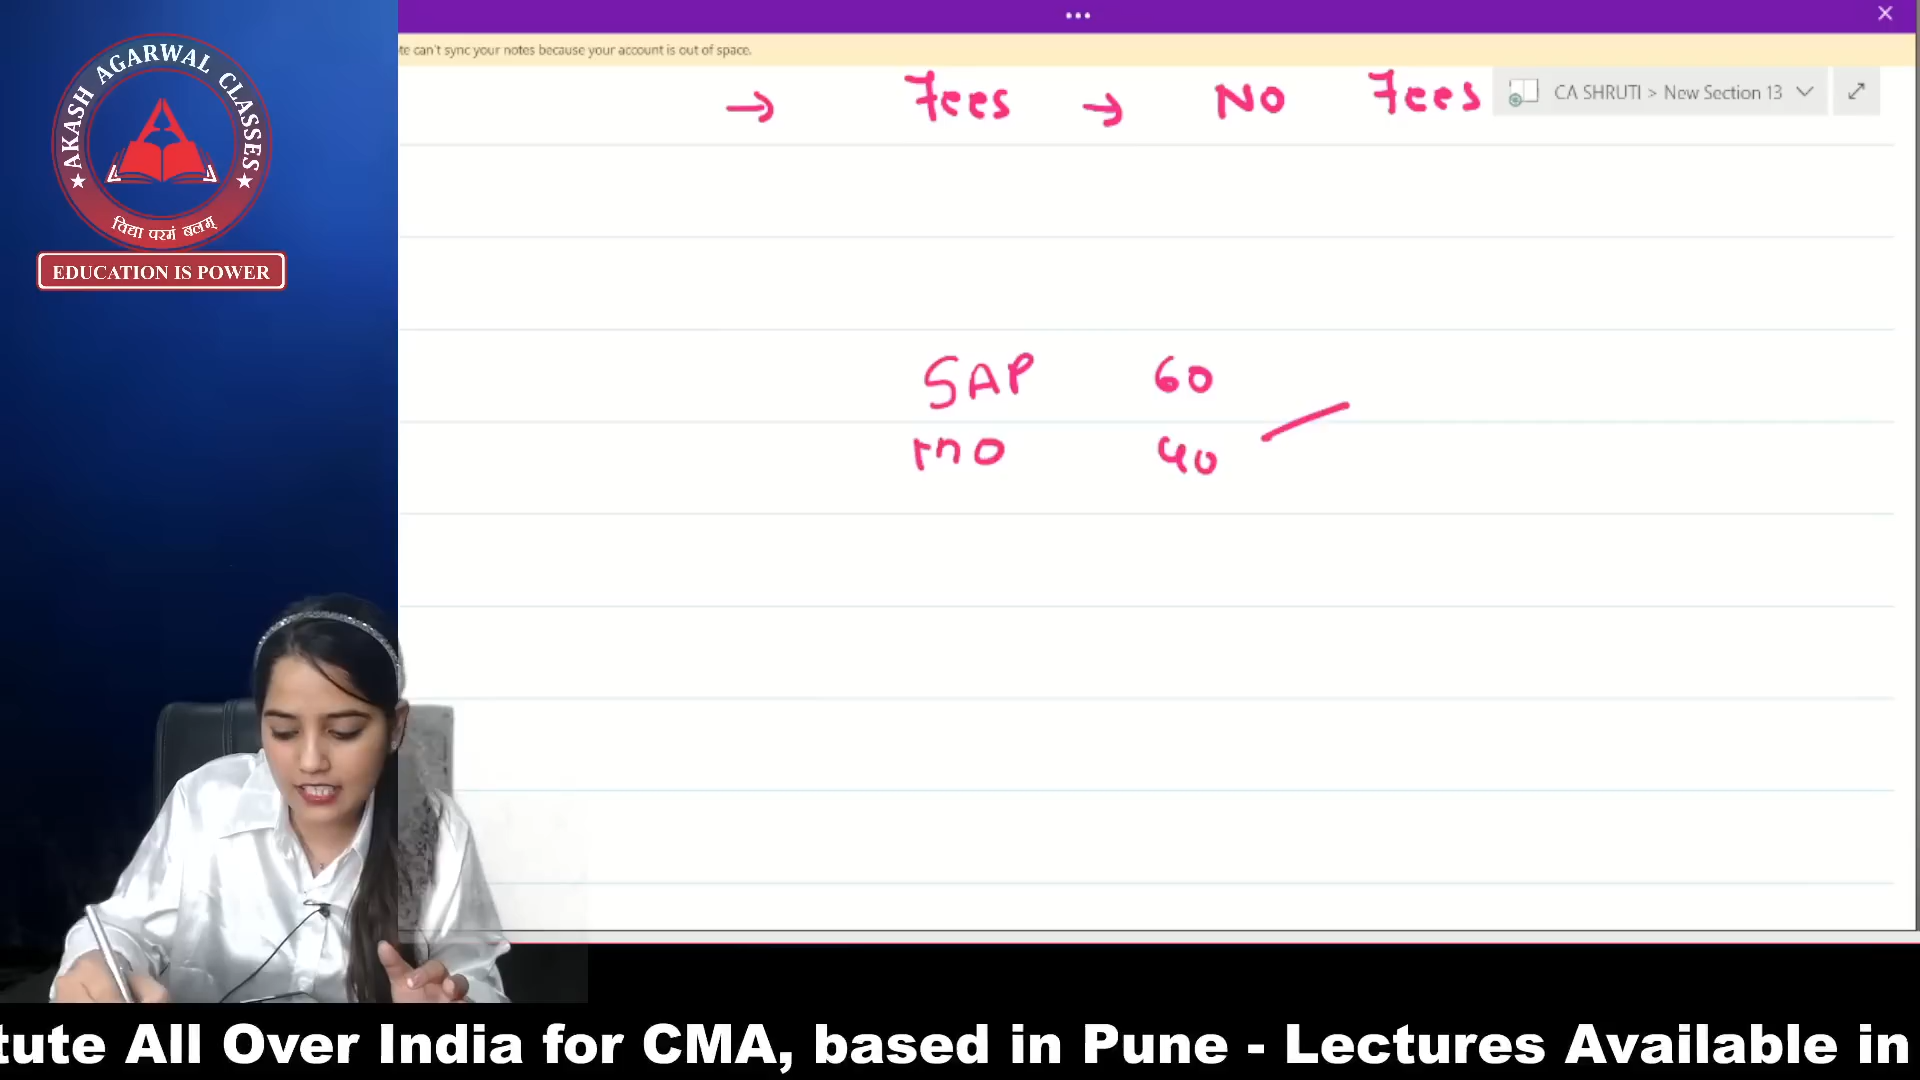 AKASH AGARWAL CLASSES
विद्या परमं बलम्
EDUCATION IS POWER
te can't sync your notes because your account is out of space.
CA SHRUTI > New Section 13
→ Fees → No Fees
SAP 60
mo 40
tute All Over India for CMA, based in Pune - Lectures Available in